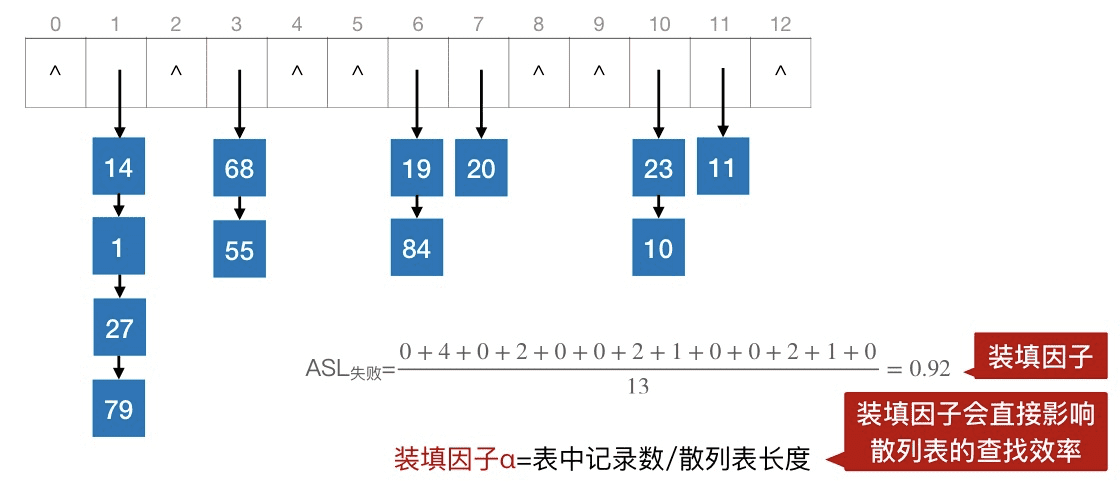 0 1 2 3 4 5 6 7 8 9 10 11 12
^ ^ ^ ^ ^ ^ ^
14 68 19 20 23 11
1 55 84 10
27
79
ASL失败=0+4+0+2+0+0+2+1+0+0+2+1+0/13=0.92
装填因子
装填因子会直接影响
散列表的查找效率
装填因子α=表中记录数/散列表长度